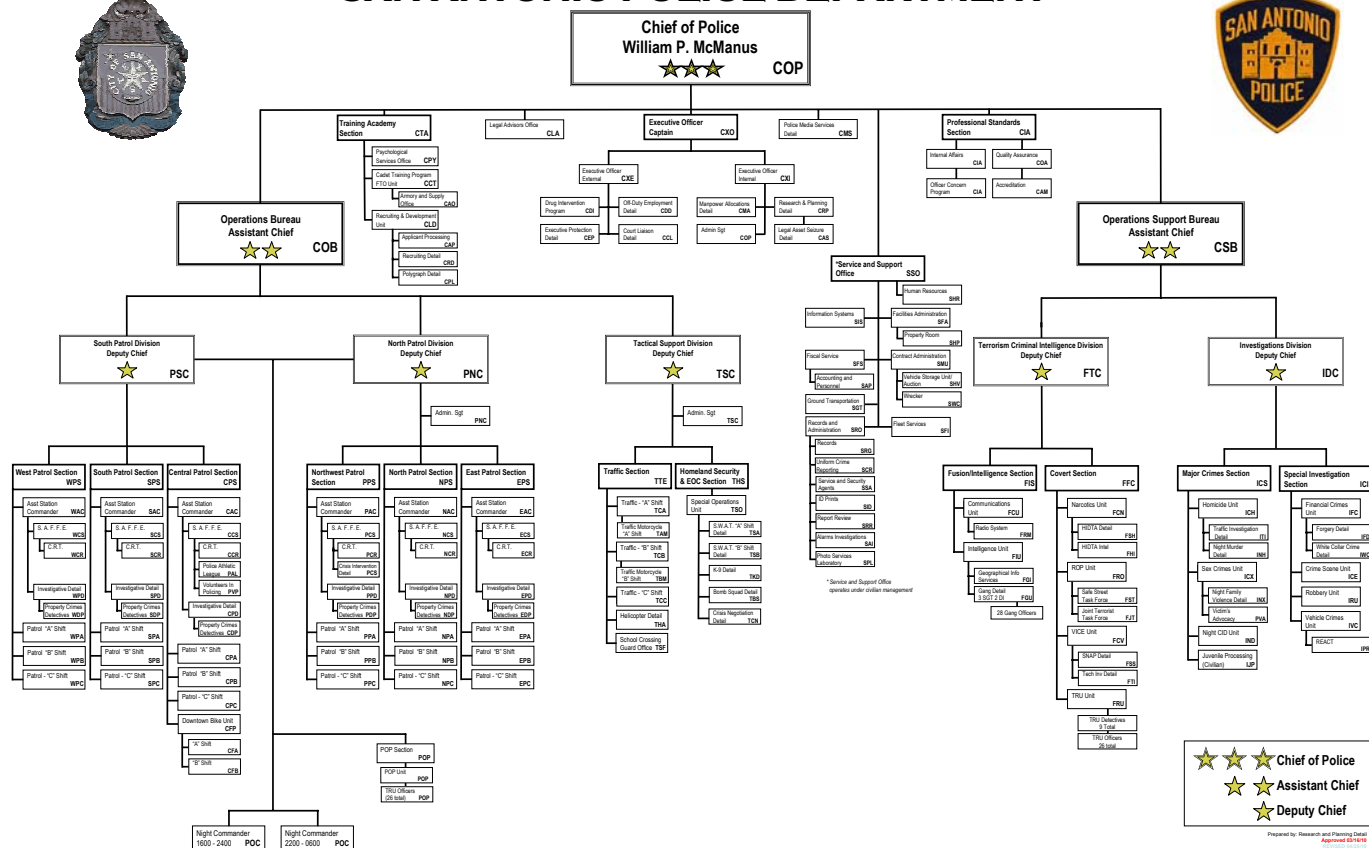 SAN ANTONIO POLICE DEPARTMENT
CITY OF SAN ANTONIO
SAN ANTONIO
POLICE
Chief of Police
William P. McManus
COP
Training Academy
Section CTA
Psychological
Services Office CPY
Cadet Training Program
FTO Unit CCT
Armory and Supply
Office CAO
Recruiting & Development
Unit CLD
Applicant Processing
CAP
Recruiting Detail
CRD
Polygraph Detail
CPL
Legal Advisors Office
CLA
Executive Officer
Captain CXO
Executive Officer
External CXE
Drug Intervention
Program CDI
Off-Duty Employment
Detail CDD
Executive Protection
Detail CEP
Court Liaison
Detail CCL
Executive Officer
Internal CXI
Manpower Allocations
Detail CMA
Research & Planning
Detail CRP
Admin Sgt
COP
Legal Asset Seizure
Detail CAS
Police Media Services
Detail CMS
Professional Standards
Section CIA
Internal Affairs
CIA
Quality Assurance
COA
Officer Concern
Program CIA
Accreditation
CAM
Operations Bureau
Assistant Chief
COB
Operations Support Bureau
Assistant Chief
CSB
*Service and Support
Office SSO
Human Resources
SHR
Information Systems
SIS
Facilities Administration
SFA
Property Room
SHP
Fiscal Service
SFS
Contract Administration
SMU
Accounting and
Personnel SAP
Vehicle Storage Unit/
Auction SHV
Wrecker
SWC
Ground Transportation
SGT
Records and
Administration SRO
Fleet Services
SFI
Records
SRG
Uniform Crime
Reporting SCR
Service and Security
Agents SSA
ID Prints
SID
Report Review
SRR
Alarms Investigations
SAI
Photo Services
Laboratory SPL
* Service and Support Office
operates under civilian management
South Patrol Division
Deputy Chief
PSC
North Patrol Division
Deputy Chief
PNC
Admin. Sgt
PNC
Tactical Support Division
Deputy Chief
TSC
Admin. Sgt
TSC
Terrorism Criminal Intelligence Division
Deputy Chief
FTC
Investigations Division
Deputy Chief
IDC
West Patrol Section
WPS
Asst Station
Commander WAC
S. A. F. F. E.
WCS
C.R.T.
WCR
Investigative Detail
WPD
Property Crimes
Detectives WDP
Patrol "A" Shift
WPA
Patrol "B" Shift
WPB
Patrol - "C" Shift
WPC
South Patrol Section
SPS
Asst Station
Commander SAC
S. A. F. F. E.
SCS
C.R.T.
SCR
Investigative Detail
SPD
Property Crimes
Detectives SDP
Patrol "A" Shift
SPA
Patrol "B" Shift
SPB
Patrol - "C" Shift
SPC
Central Patrol Section
CPS
Asst Station
Commander CAC
S. A. F. F. E.
CCS
C.R.T.
CCR
Police Athletic
League PAL
Volunteers In
Policing PVP
Investigative Detail
CPD
Property Crimes
Detectives CDP
Patrol "A" Shift
CPA
Patrol "B" Shift
CPB
Patrol - "C" Shift
CPC
Downtown Bike Unit
CFP
"A" Shift
CFA
"B" Shift
CFB
Northwest Patrol
Section PPS
Asst Station
Commander PAC
S. A. F. F. E.
PCS
C.R.T.
PCR
Crisis Intervention
Detail PCS
Investigative Detail
PPD
Property Crimes
Detectives PDP
Patrol "A" Shift
PPA
Patrol "B" Shift
PPB
Patrol - "C" Shift
PPC
North Patrol Section
NPS
Asst Station
Commander NAC
S. A. F. F. E.
NCS
C.R.T.
NCR
Investigative Detail
NPD
Property Crimes
Detectives NDP
Patrol "A" Shift
NPA
Patrol "B" Shift
NPB
Patrol - "C" Shift
NPC
East Patrol Section
EPS
Asst Station
Commander EAC
S. A. F. F. E.
ECS
C.R.T.
ECR
Investigative Detail
EPD
Property Crimes
Detectives EDP
Patrol "A" Shift
EPA
Patrol "B" Shift
EPB
Patrol - "C" Shift
EPC
POP Section
POP
POP Unit
POP
TRU Officers
(26 total) POP
Night Commander
1600 - 2400 POC
Night Commander
2200 - 0600 POC
Traffic Section
TTE
Traffic - "A" Shift
TCA
Traffic Motorcycle
"A" Shift TAM
Traffic - "B" Shift
TCB
Traffic Motorcycle
"B" Shift TBM
Traffic - "C" Shift
TCC
Helicopter Detail
THA
School Crossing
Guard Office TSF
Homeland Security
& EOC Section THS
Special Operations
Unit TSO
S.W.A.T. "A" Shift
Detail TSA
S.W.A.T. "B" Shift
Detail TSB
K-9 Detail
TKD
Bomb Squad Detail
TBS
Crisis Negotiation
Detail TCN
Fusion/Intelligence Section
FIS
Communications
Unit FCU
Radio System
FRM
Intelligence Unit
FIU
Geographical Info
Services FGI
Gang Detail
3 SGT 2 DI FGU
28 Gang Officers
Covert Section
FFC
Narcotics Unit
FCN
HIDTA Detail
FSH
HIDTA Intel
FHI
ROP Unit
FRO
Safe Street
Task Force FST
Joint Terrorist
Task Force FJT
VICE Unit
FCV
SNAP Detail
FSS
Tech Inv Detail
FTI
TRU Unit
FRU
TRU Detectives
9 Total
TRU Officers
26 total
Major Crimes Section
ICS
Homicide Unit
ICH
Traffic Investigation
Detail ITI
Night Murder
Detail INH
Sex Crimes Unit
ICX
Night Family
Violence Detail INX
Victim's
Advocacy PVA
Night CID Unit
IND
Juvenile Processing
(Civilian) IJP
Special Investigation
Section ICI
Financial Crimes
Unit IFC
Forgery Detail
IFD
White Collar Crime
Detail IWC
Crime Scene Unit
ICE
Robbery Unit
IRU
Vehicle Crimes
Unit IVC
REACT
IPR
Chief of Police
Assistant Chief
Deputy Chief
Prepared by: Research and Planning Detail
Approved 03/16/10